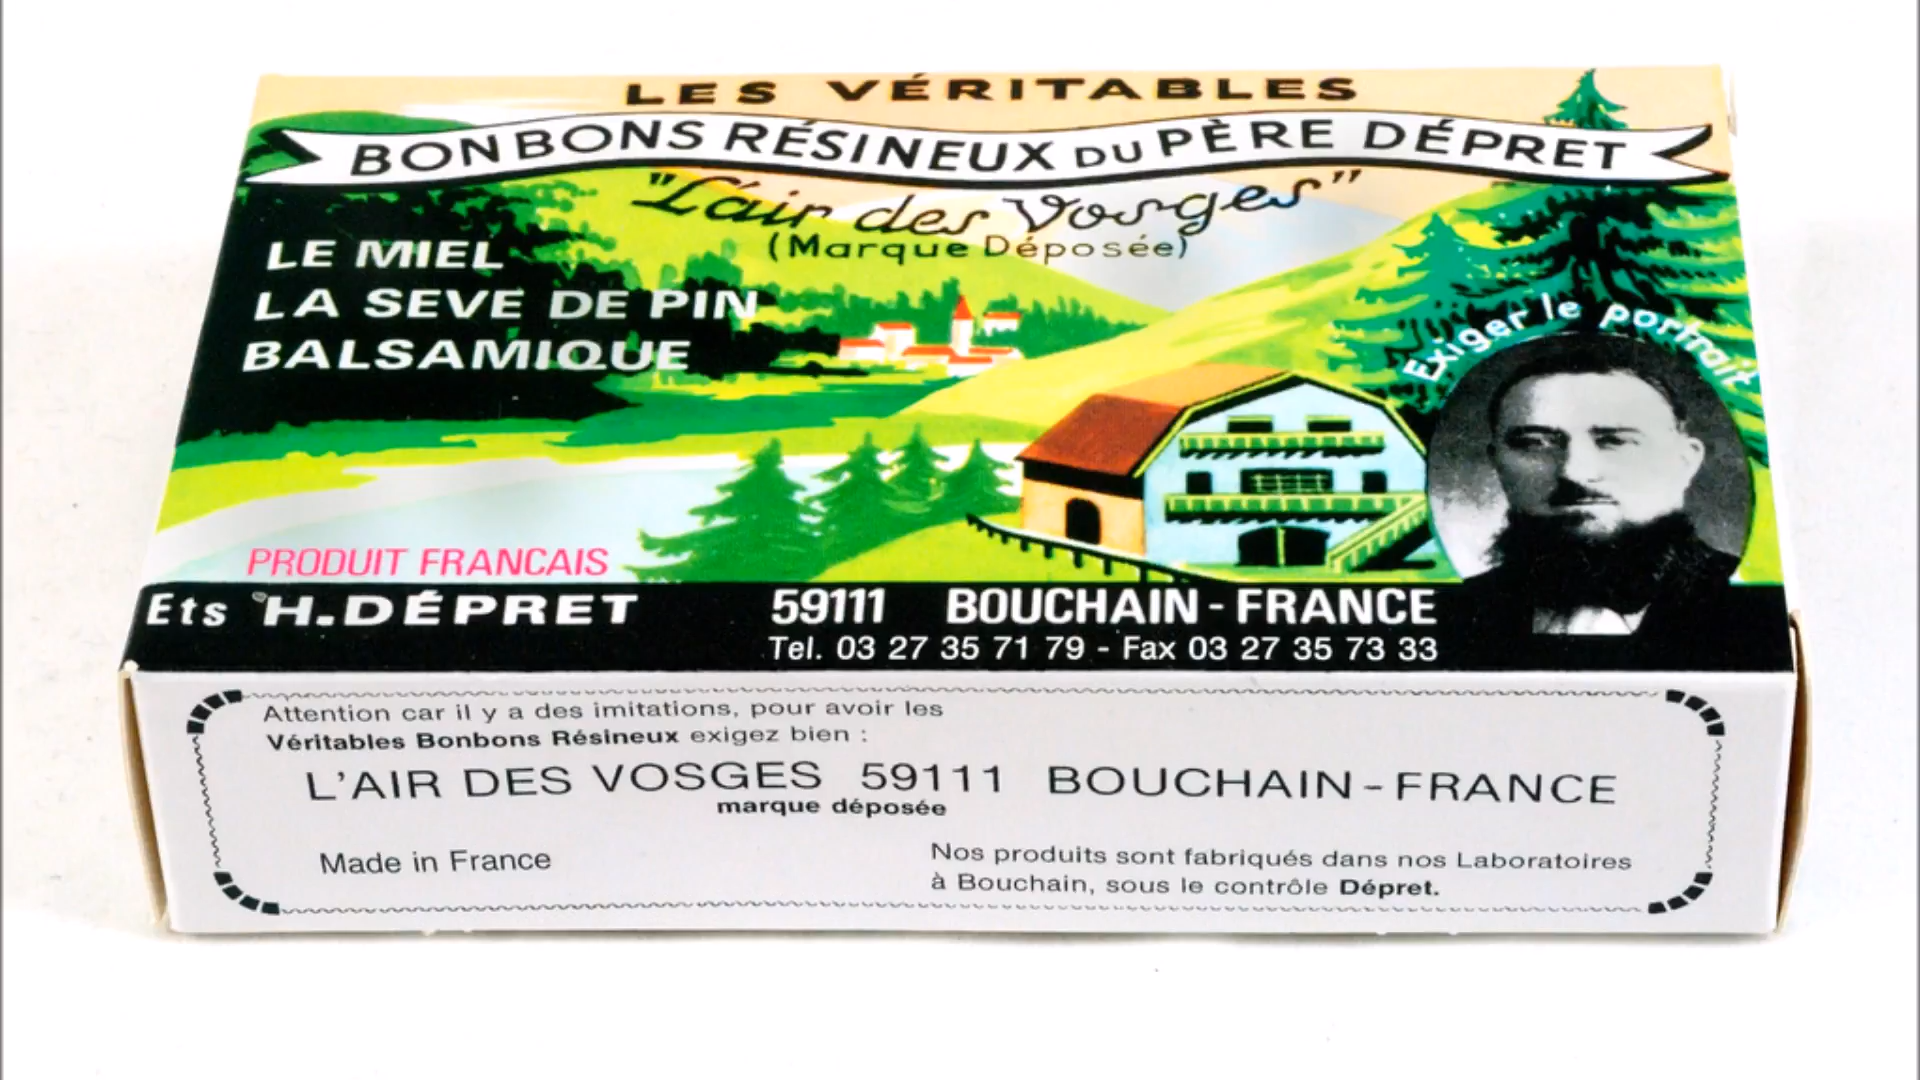 LES VÉRITABLES
BONBONS RÉSINEUX DU PÈRE DÉPRET
"L'air des Vosges"
(Marque Déposée)
LE MIEL
LA SEVE DE PIN
BALSAMIQUE
Exiger le portrait
PRODUIT FRANCAIS
Ets H. DÉPRET 59111 BOUCHAIN - FRANCE
Tel. 03 27 35 71 79 - Fax 03 27 35 73 33
Attention car il y a des imitations, pour avoir les
Véritables Bonbons Résineux exigez bien :
L'AIR DES VOSGES 59111 BOUCHAIN - FRANCE
marque déposée
Made in France
Nos produits sont fabriqués dans nos Laboratoires
à Bouchain, sous le contrôle Dépret.